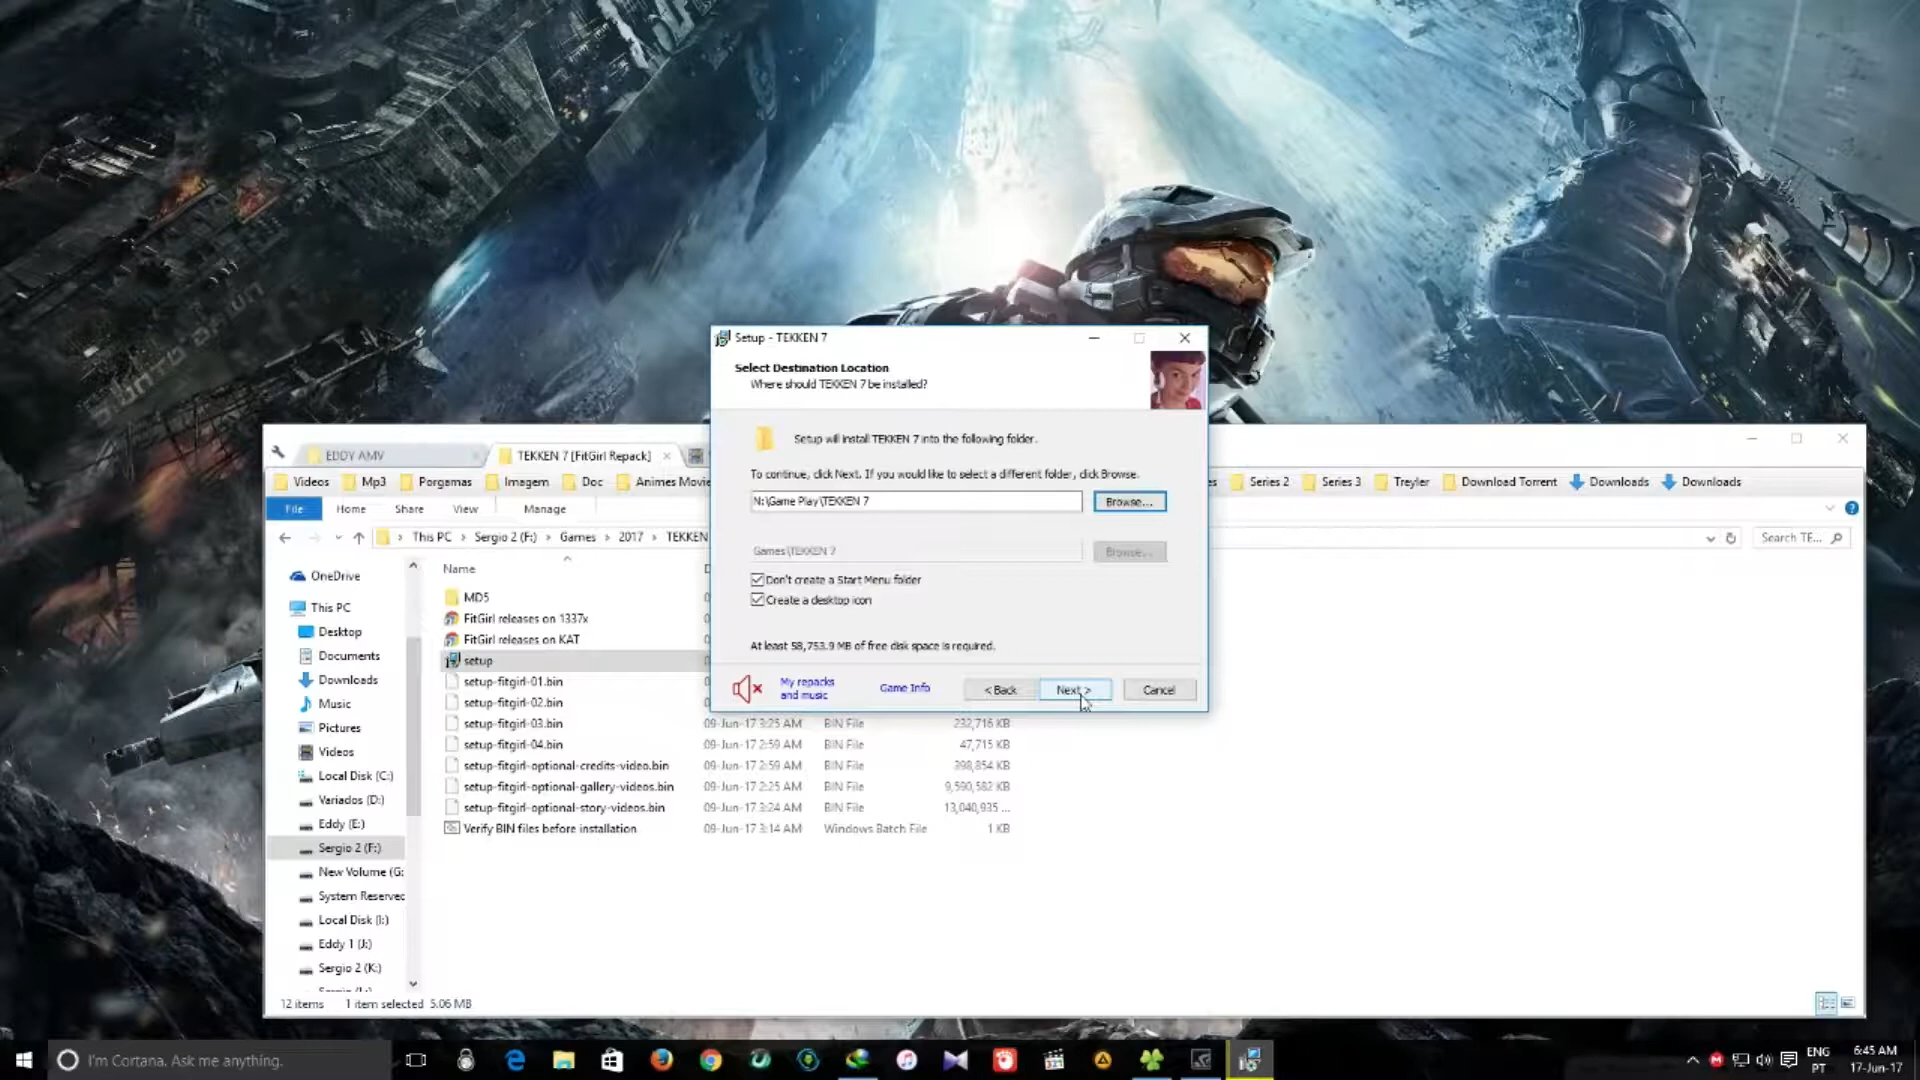 Setup - TEKKEN 7
Select Destination Location
Where should TEKKEN 7 be installed?
Setup will install TEKKEN 7 into the following folder.
To continue, click Next. If you would like to select a different folder, click Browse.
N:\Game Play\TEKKEN 7
Browse...
Games\TEKKEN 7
Browse...
Don't create a Start Menu folder
Create a desktop icon
At least 58,753.9 MB of free disk space is required.
My repacks
and music
Game Info
< Back
Next >
Cancel
EDDY AMV
TEKKEN 7 [FitGirl Repack]
Videos Mp3 Porgamas Imagem Doc Animes Movie Series 2 Series 3 Treyler Download Torrent Downloads Downloads
File Home Share View Manage
This PC > Sergio 2 (F:) > Games > 2017 > TEKKEN
Search TE...
Name
OneDrive
This PC
Desktop
Documents
Downloads
Music
Pictures
Videos
Local Disk (C:)
Variados (D:)
Eddy (E:)
Sergio 2 (F:)
New Volume (G:
System Reserved
Local Disk (I:)
Eddy 1 (J:)
Sergio 2 (K:)
MD5
FitGirl releases on 1337x
FitGirl releases on KAT
setup
setup-fitgirl-01.bin
setup-fitgirl-02.bin
setup-fitgirl-03.bin 09-Jun-17 3:25 AM BIN File 232,716 KB
setup-fitgirl-04.bin 09-Jun-17 2:59 AM BIN File 47,715 KB
setup-fitgirl-optional-credits-video.bin 09-Jun-17 2:59 AM BIN File 398,854 KB
setup-fitgirl-optional-gallery-videos.bin 09-Jun-17 2:25 AM BIN File 9,590,582 KB
setup-fitgirl-optional-story-videos.bin 09-Jun-17 3:24 AM BIN File 13,040,935 ...
Verify BIN files before installation 09-Jun-17 3:14 AM Windows Batch File 1 KB
12 items 1 item selected 5.06 MB
I'm Cortana. Ask me anything.
ENG
PT
6:45 AM
17-Jun-17